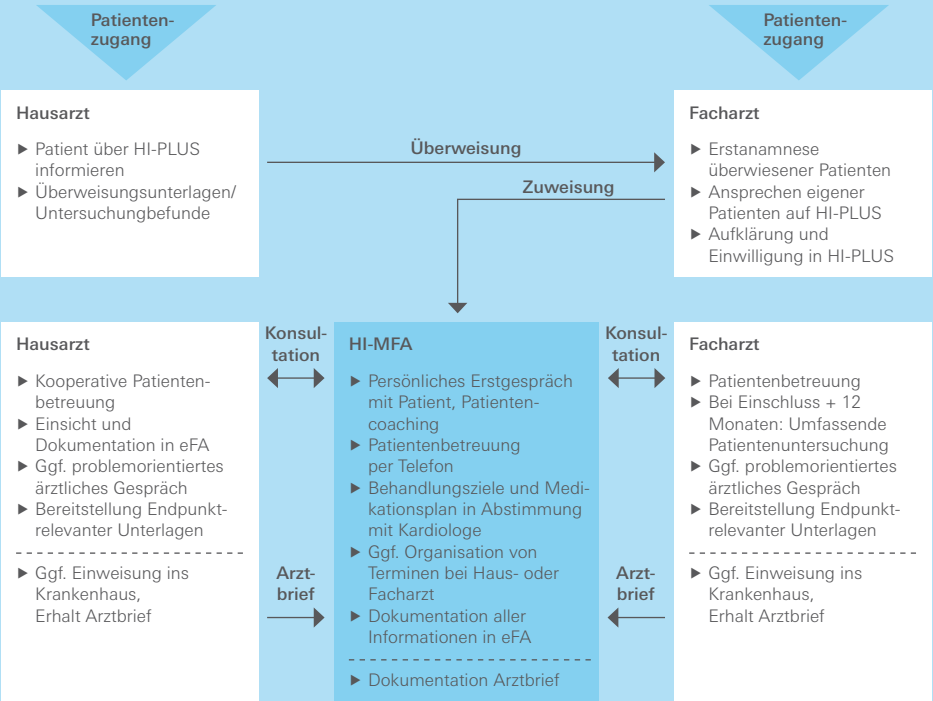 Patienten-
zugang
Patienten-
zugang
Hausarzt
▶ Patient über HI-PLUS
informieren
▶ Überweisungsunterlagen/
Untersuchungbefunde
Überweisung
Zuweisung
Facharzt
▶ Erstanamnese
überwiesener Patienten
▶ Ansprechen eigener
Patienten auf HI-PLUS
▶ Aufklärung und
Einwilligung in HI-PLUS
Hausarzt
▶ Kooperative Patienten-
betreuung
▶ Einsicht und
Dokumentation in eFA
▶ Ggf. problemorientiertes
ärztliches Gespräch
▶ Bereitstellung Endpunkt-
relevanter Unterlagen
▶ Ggf. Einweisung ins
Krankenhaus,
Erhalt Arztbrief
Konsul-
tation
Arzt-
brief
HI-MFA
▶ Persönliches Erstgespräch
mit Patient, Patienten-
coaching
▶ Patientenbetreuung
per Telefon
▶ Behandlungsziele und Medi-
kationsplan in Abstimmung
mit Kardiologe
▶ Ggf. Organisation von
Terminen bei Haus- oder
Facharzt
▶ Dokumentation aller
Informationen in eFA
▶ Dokumentation Arztbrief
Konsul-
tation
Arzt-
brief
Facharzt
▶ Patientenbetreuung
▶ Bei Einschluss + 12
Monaten: Umfassende
Patientenuntersuchung
▶ Ggf. problemorientiertes
ärztliches Gespräch
▶ Bereitstellung Endpunkt-
relevanter Unterlagen
▶ Ggf. Einweisung ins
Krankenhaus,
Erhalt Arztbrief